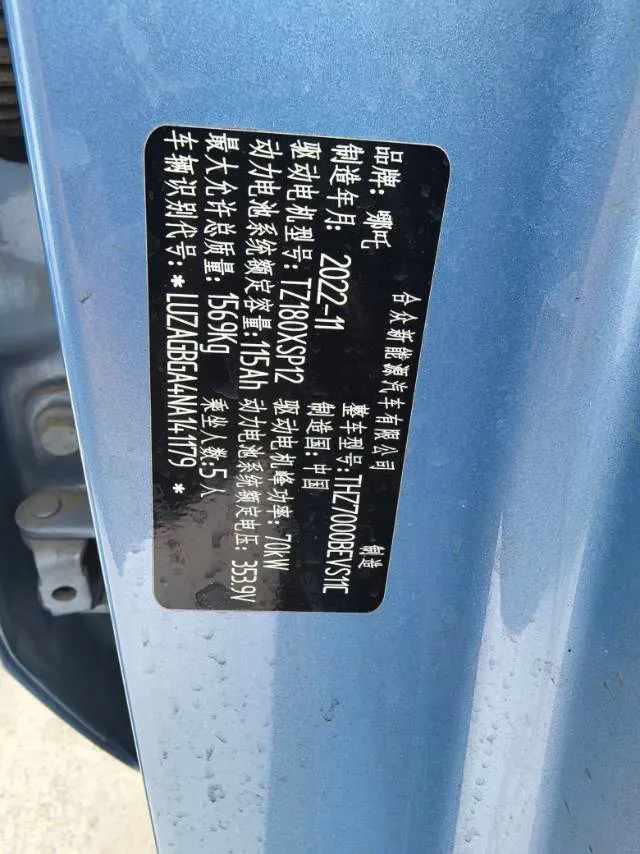 合众新能源汽车有限公司 制造
品牌：哪吒 整车型号：THZ7000BEVS11C
制造年月：2022-11 制造国：中国
驱动电机型号：TZ180XSP12 驱动电机峰功率：70kW
动力电池系统额定容量：115Ah 动力电池系统额定电压：353.9V
最大允许总质量：1569Kg 乘坐人数：5人
车辆识别代号：*LUZAGBGA4NA141179*